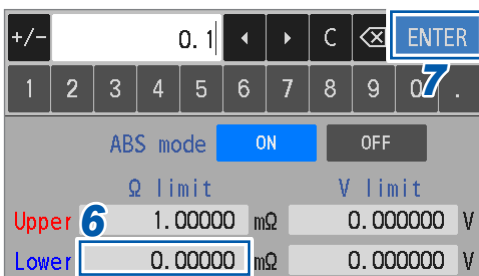 +/- 0.1 ◀ ▶ C ⌫ ENTER
7
1 2 3 4 5 6 7 8 9 0 .
ABS mode ON OFF
Ω limit V limit
Upper 6 1.00000 mΩ 0.000000 V
Lower 0.00000 mΩ 0.000000 V